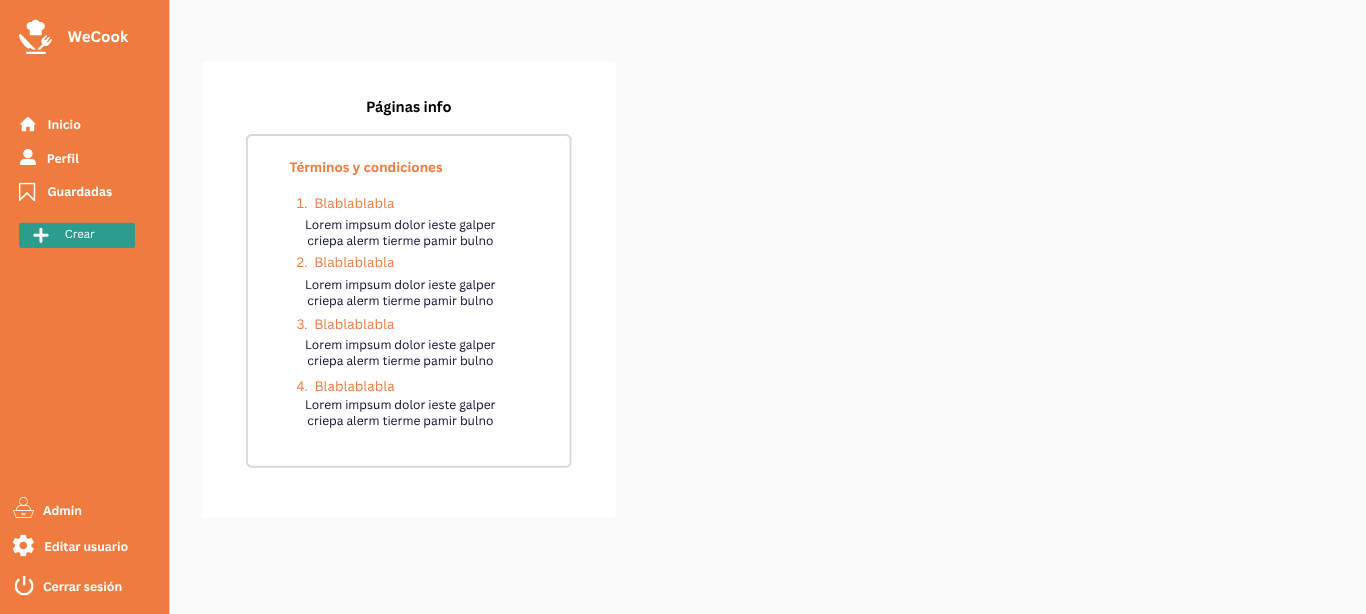 WeCook
Inicio
Perfil
Guardadas
Crear
Admin
Editar usuario
Cerrar sesión
Páginas info
Términos y condiciones
1. Blablablabla
Lorem impsum dolor ieste galper
criepa alerm tierme pamir bulno
2. Blablablabla
Lorem impsum dolor ieste galper
criepa alerm tierme pamir bulno
3. Blablablabla
Lorem impsum dolor ieste galper
criepa alerm tierme pamir bulno
4. Blablablabla
Lorem impsum dolor ieste galper
criepa alerm tierme pamir bulno